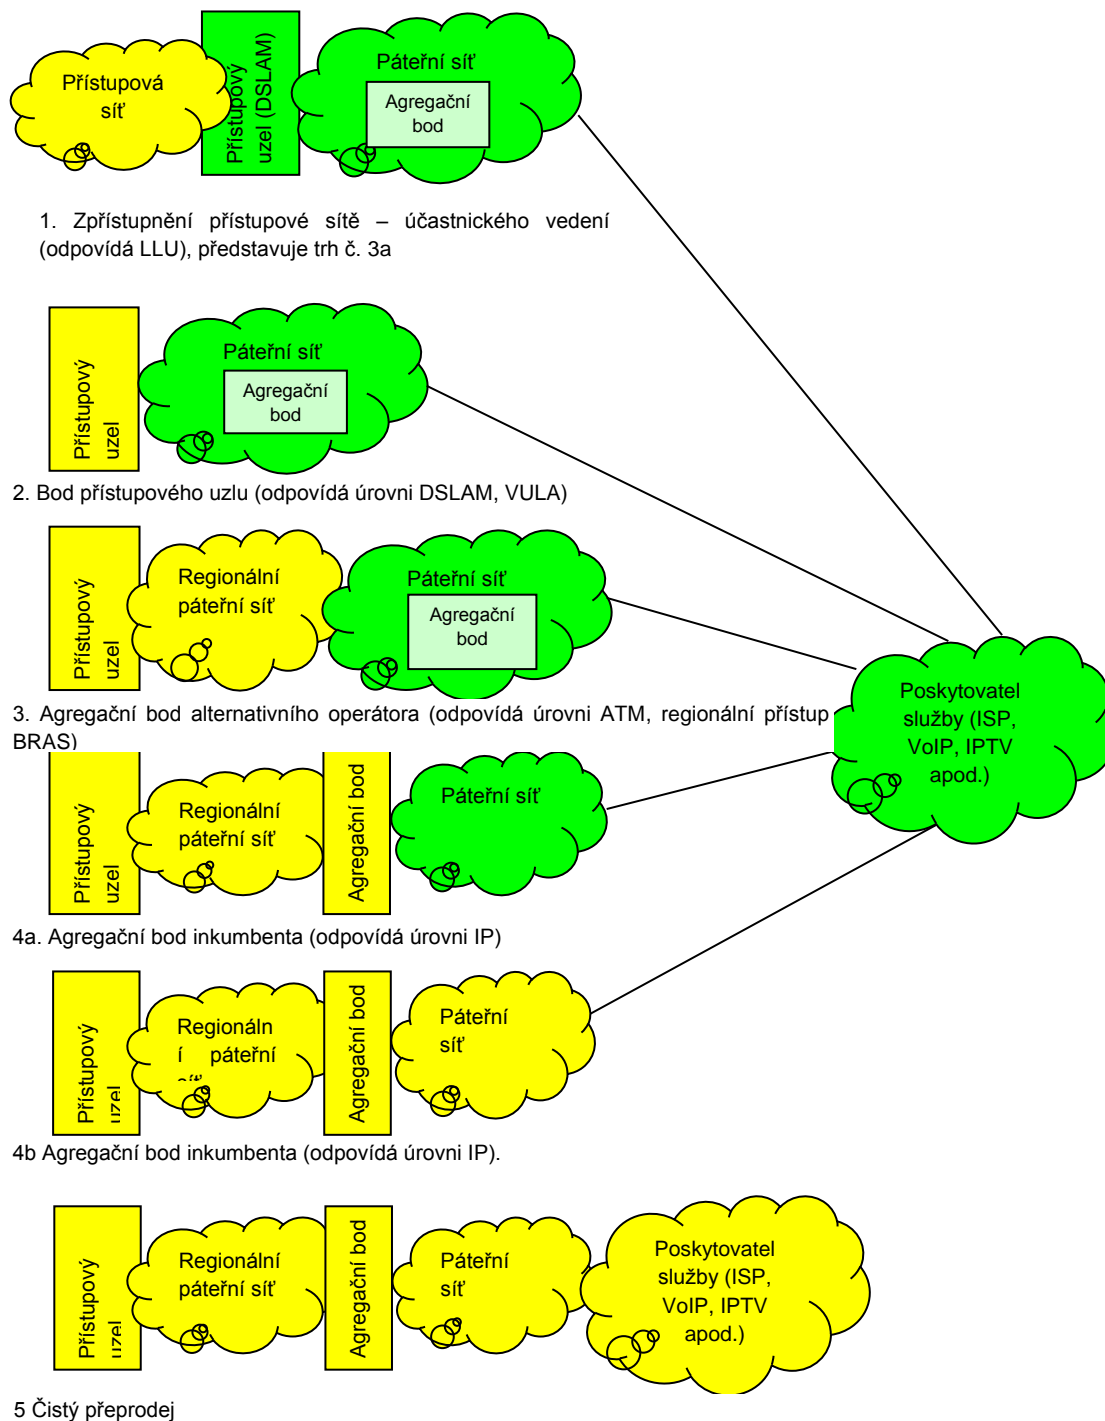 Přístupová
síť
Přístupový
uzel (DSLAM)
Páteřní síť
Agregační
bod
1. Zpřístupnění přístupové sítě – účastnického vedení
(odpovídá LLU), představuje trh č. 3a
Přístupový
uzel
Páteřní síť
Agregační
bod
2. Bod přístupového uzlu (odpovídá úrovni DSLAM, VULA)
Přístupový
uzel
Regionální
páteřní síť
Páteřní síť
Agregační
bod
3. Agregační bod alternativního operátora (odpovídá úrovni ATM, regionální přístup
BRAS)
Poskytovatel
služby (ISP,
VoIP, IPTV
apod.)
Přístupový
uzel
Regionální
páteřní síť
Agregační bod
Páteřní síť
4a. Agregační bod inkumbenta (odpovídá úrovni IP)
Přístupový
uzel
Regionáln
í páteřní
síť
Agregační bod
Páteřní
síť
4b Agregační bod inkumbenta (odpovídá úrovni IP).
Přístupový
uzel
Regionální
páteřní síť
Agregační bod
Páteřní
síť
Poskytovatel
služby (ISP,
VoIP, IPTV
apod.)
5 Čistý přeprodej